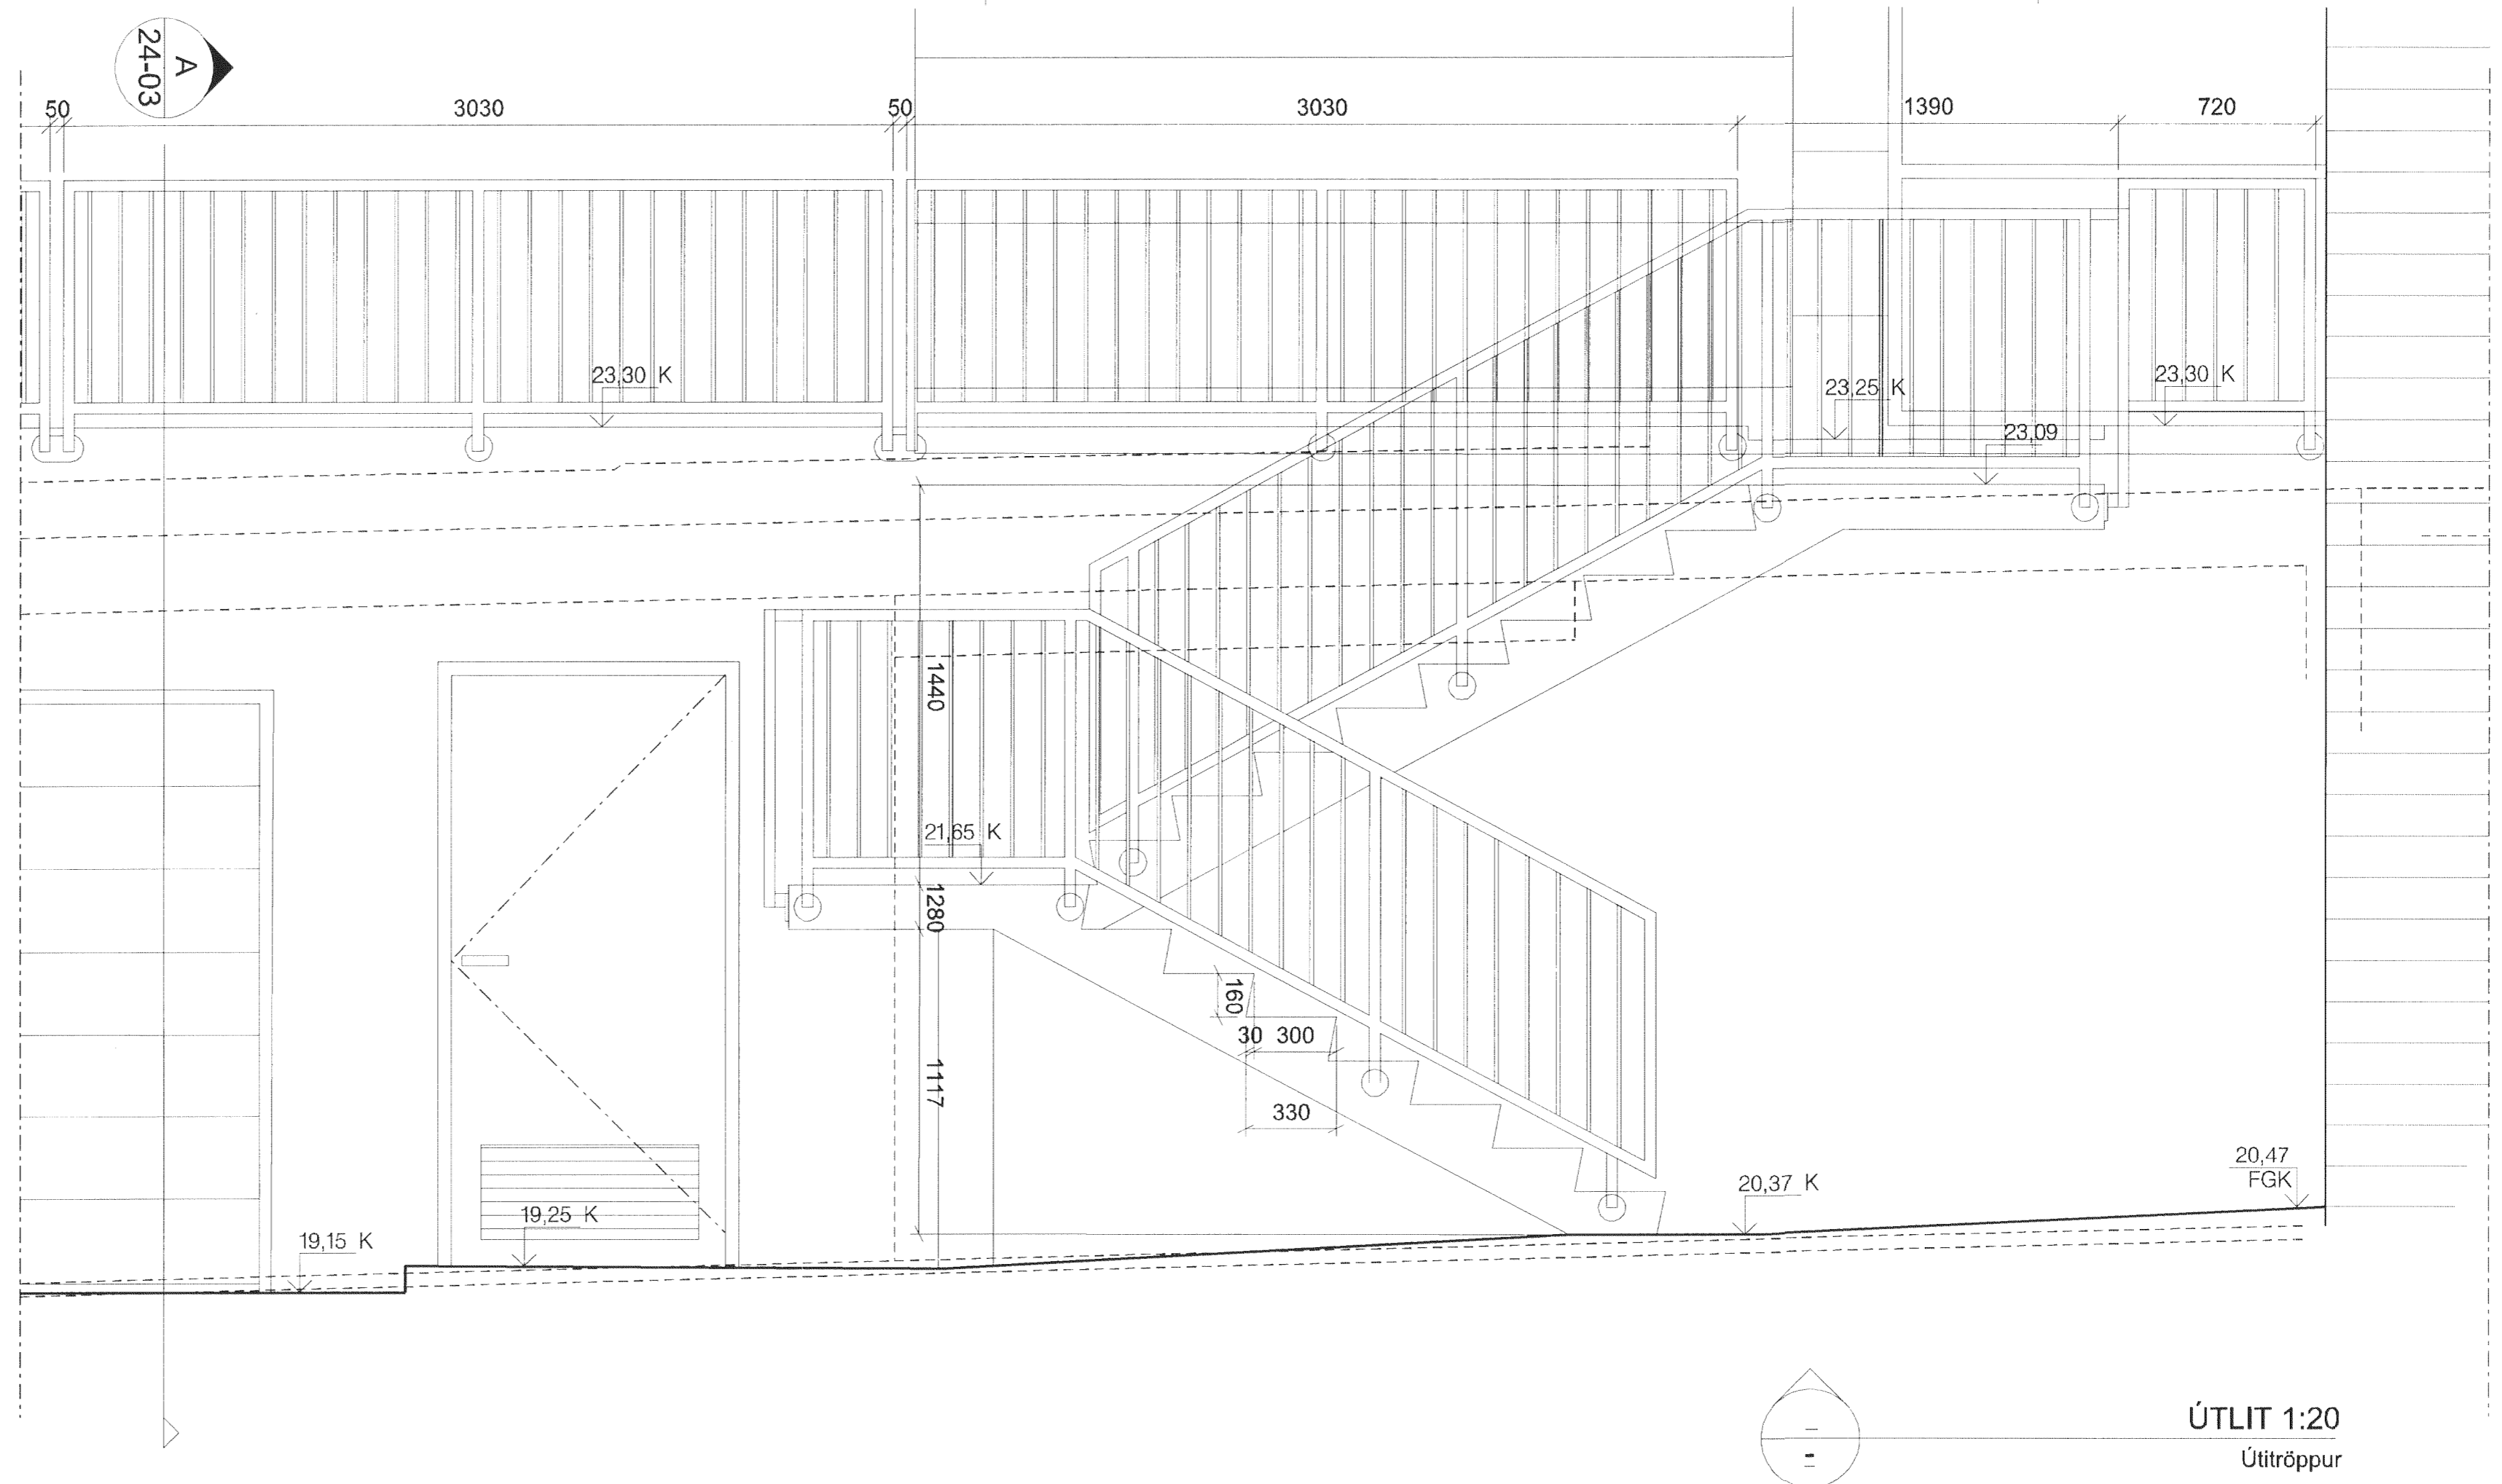 A
24-03
50
3030
50
3030
1390
720
23,30 K
23,25 K
23,30 K
23,09
1440
21,65 K
1280
160
30 300
1117
330
20,47
FGK
20,37 K
19,25 K
19,15 K
ÚTLIT 1:20
Útitröppur